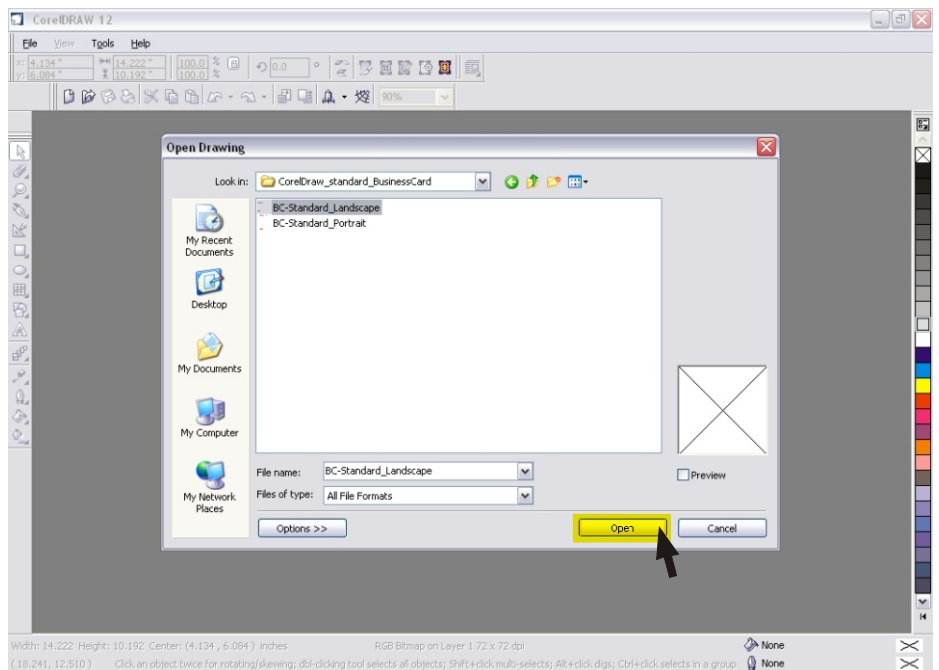 CorelDRAW 12
File View Tools Help
x: 4.134 " 14.222 " 100.0 % 0.0 °
y: 6.084 " 10.192 " 100.0 %
90%
Open Drawing
Look in: CorelDraw_standard_BusinessCard
BC-Standard_Landscape
BC-Standard_Portrait
My Recent
Documents
Desktop
My Documents
My Computer
My Network
Places
File name: BC-Standard_Landscape
Files of type: All File Formats
Preview
Options >> Open Cancel
Width: 14.222 Height: 10.192 Center: (4.134 , 6.084 ) inches RGB Bitmap on Layer 1 72 x 72 dpi None
( 18.241, 12.510 ) Click an object twice for rotating/skewing; dbl-clicking tool selects all objects; Shift+click multi-selects; Alt+click digs; Ctrl+click selects in a group None